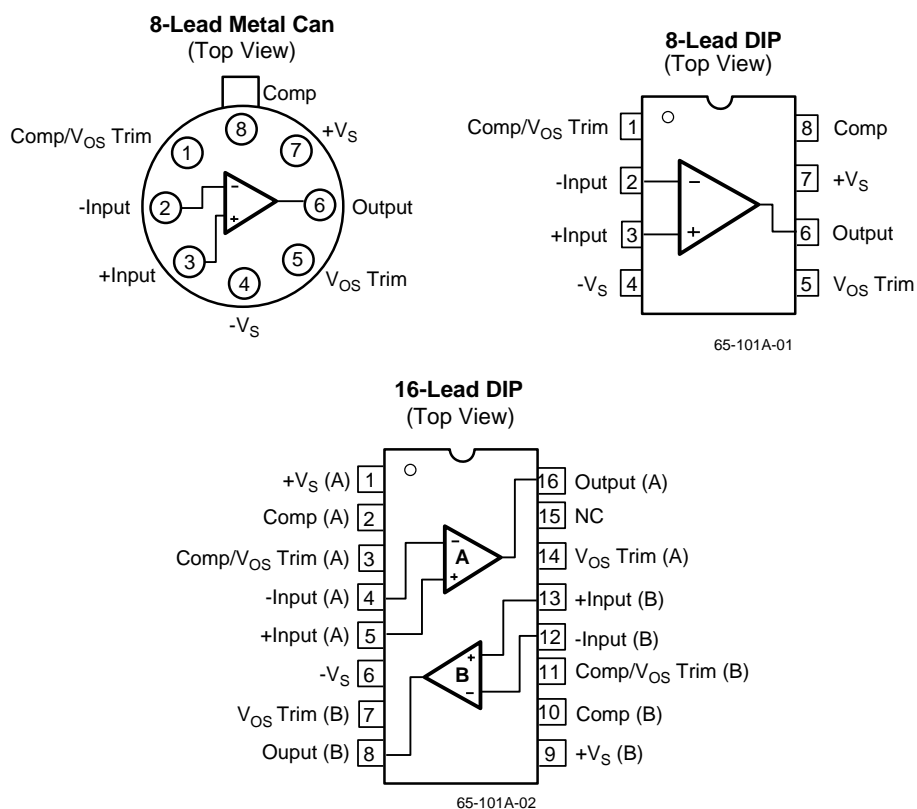 8-Lead Metal Can
(Top View)
Comp
8
+VS
7
Comp/VOS Trim
1
-Input
2
−
+
6
Output
+Input
3
5
VOS Trim
4
-VS
8-Lead DIP
(Top View)
Comp/VOS Trim 1
8 Comp
-Input 2
−
7 +VS
+Input 3
+
6 Output
-VS 4
5 VOS Trim
65-101A-01
16-Lead DIP
(Top View)
+VS (A) 1
16 Output (A)
Comp (A) 2
15 NC
Comp/VOS Trim (A) 3
−
A
+
14 VOS Trim (A)
-Input (A) 4
13 +Input (B)
+Input (A) 5
12 -Input (B)
-VS 6
+
B
−
11 Comp/VOS Trim (B)
VOS Trim (B) 7
10 Comp (B)
Ouput (B) 8
9 +VS (B)
65-101A-02